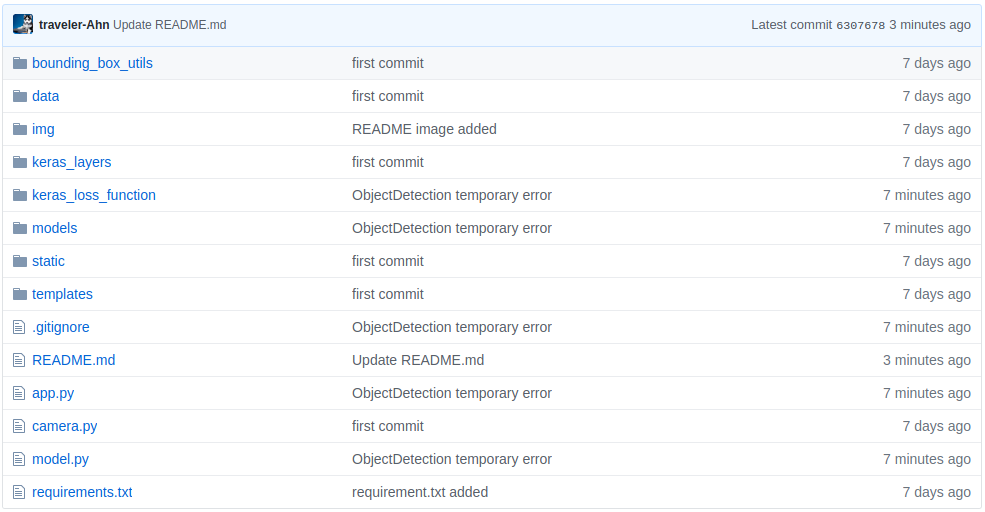 traveler-Ahn Update README.md Latest commit 6307678 3 minutes ago
bounding_box_utils first commit 7 days ago
data first commit 7 days ago
img README image added 7 days ago
keras_layers first commit 7 days ago
keras_loss_function ObjectDetection temporary error 7 minutes ago
models ObjectDetection temporary error 7 minutes ago
static first commit 7 days ago
templates first commit 7 days ago
.gitignore ObjectDetection temporary error 7 minutes ago
README.md Update README.md 3 minutes ago
app.py ObjectDetection temporary error 7 minutes ago
camera.py first commit 7 days ago
model.py ObjectDetection temporary error 7 minutes ago
requirements.txt requirement.txt added 7 days ago